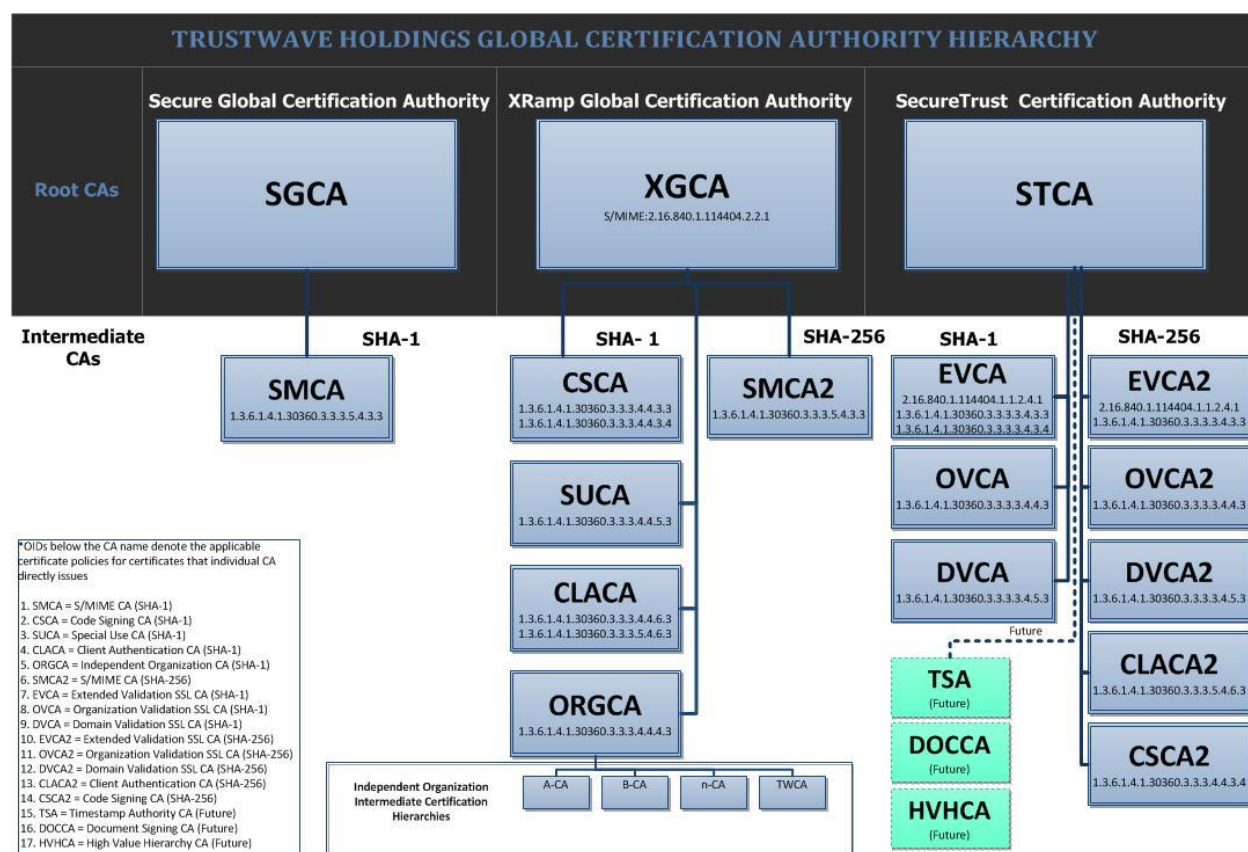 TRUSTWAVE HOLDINGS GLOBAL CERTIFICATION AUTHORITY HIERARCHY
Secure Global Certification Authority
XRamp Global Certification Authority
SecureTrust Certification Authority
Root CAs
SGCA
XGCA
S/MIME:2.16.840.1.114404.2.2.1
STCA
Intermediate
CAs
SHA-1
SMCA
1.3.6.1.4.1.30360.3.3.3.5.4.3.3
SHA- 1
SHA-256
CSCA
1.3.6.1.4.1.30360.3.3.3.4.4.3.3
1.3.6.1.4.1.30360.3.3.3.4.4.3.4
SMCA2
1.3.6.1.4.1.30360.3.3.3.5.4.3.3
SUCA
1.3.6.1.4.1.30360.3.3.3.4.4.5.3
CLACA
1.3.6.1.4.1.30360.3.3.3.4.4.6.3
1.3.6.1.4.1.30360.3.3.3.5.4.6.3
ORGCA
1.3.6.1.4.1.30360.3.3.3.4.4.4.3
SHA-1
SHA-256
EVCA
2.16.840.1.114404.1.1.2.4.1
1.3.6.1.4.1.30360.3.3.3.3.4.3.3
1.3.6.1.4.1.30360.3.3.3.3.4.3.4
EVCA2
2.16.840.1.114404.1.1.2.4.1
1.3.6.1.4.1.30360.3.3.3.3.4.3.3
OVCA
1.3.6.1.4.1.30360.3.3.3.3.4.4.3
OVCA2
1.3.6.1.4.1.30360.3.3.3.3.4.4.3
DVCA
1.3.6.1.4.1.30360.3.3.3.3.4.5.3
DVCA2
1.3.6.1.4.1.30360.3.3.3.3.4.5.3
Future
TSA
(Future)
CLACA2
1.3.6.1.4.1.30360.3.3.3.5.4.6.3
DOCCA
(Future)
CSCA2
1.3.6.1.4.1.30360.3.3.3.4.4.3.4
HVHCA
(Future)
*OIDs below the CA name denote the applicable
certificate policies for certificates that individual CA
directly issues
1. SMCA = S/MIME CA (SHA-1)
2. CSCA = Code Signing CA (SHA-1)
3. SUCA = Special Use CA (SHA-1)
4. CLACA = Client Authentication CA (SHA-1)
5. ORGCA = Independent Organization CA (SHA-1)
6. SMCA2 = S/MIME CA (SHA-256)
7. EVCA = Extended Validation SSL CA (SHA-1)
8. OVCA = Organization Validation SSL CA (SHA-1)
9. DVCA = Domain Validation SSL CA (SHA-1)
10. EVCA2 = Extended Validation SSL CA (SHA-256)
11. OVCA2 = Organization Validation SSL CA (SHA-256)
12. DVCA2 = Domain Validation SSL CA (SHA-256)
13. CLACA2 = Client Authentication CA (SHA-256)
14. CSCA2 = Code Signing CA (SHA-256)
15. TSA = Timestamp Authority CA (Future)
16. DOCCA = Document Signing CA (Future)
17. HVHCA = High Value Hierarchy CA (Future)
Independent Organization
Intermediate Certification
Hierarchies
A-CA
B-CA
n-CA
TWCA